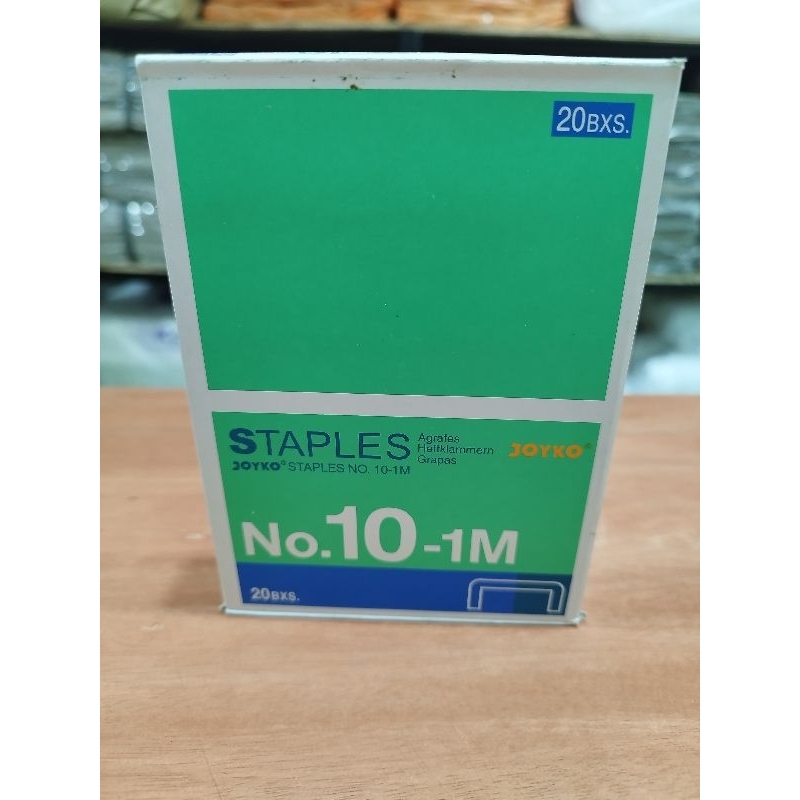 20BXS.
STAPLES
Agrafes
Heftklammern
Grapas
JOYKO®
JOYKO® STAPLES NO. 10-1M
No.10-1M
20BXS.